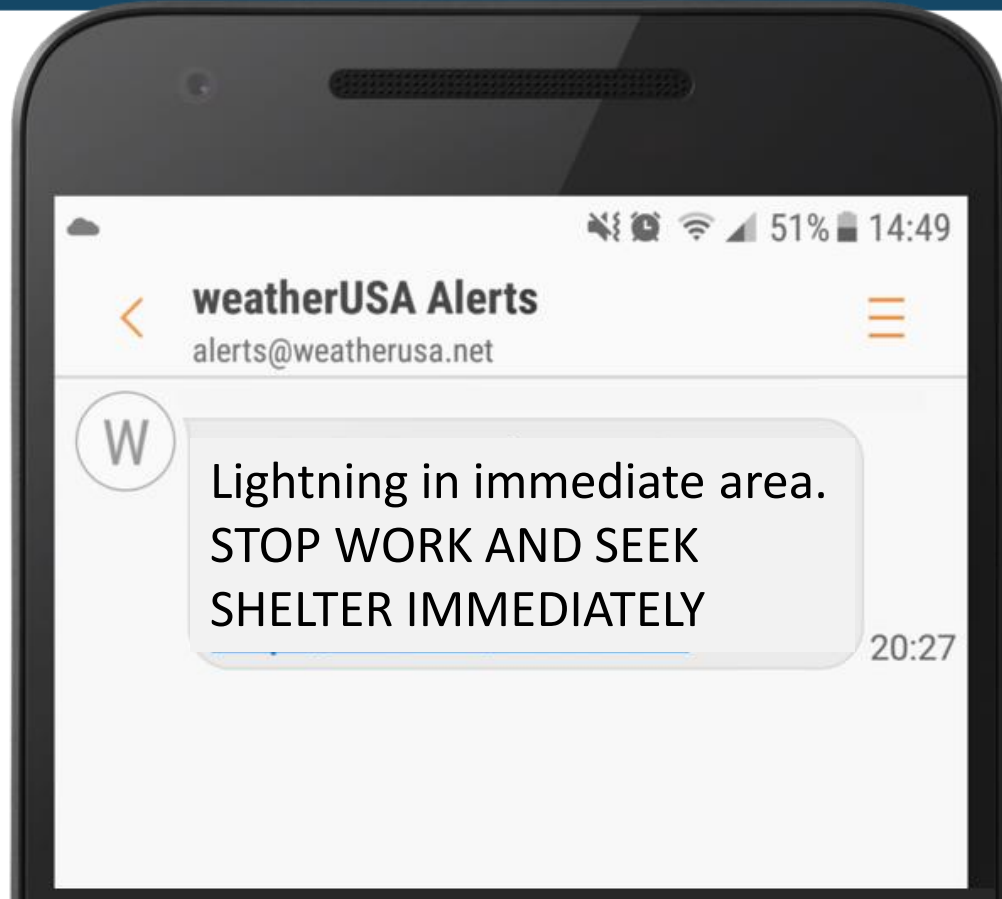 51% 14:49
weatherUSA Alerts
alerts@weatherusa.net
W
Lightning in immediate area.
STOP WORK AND SEEK
SHELTER IMMEDIATELY
20:27